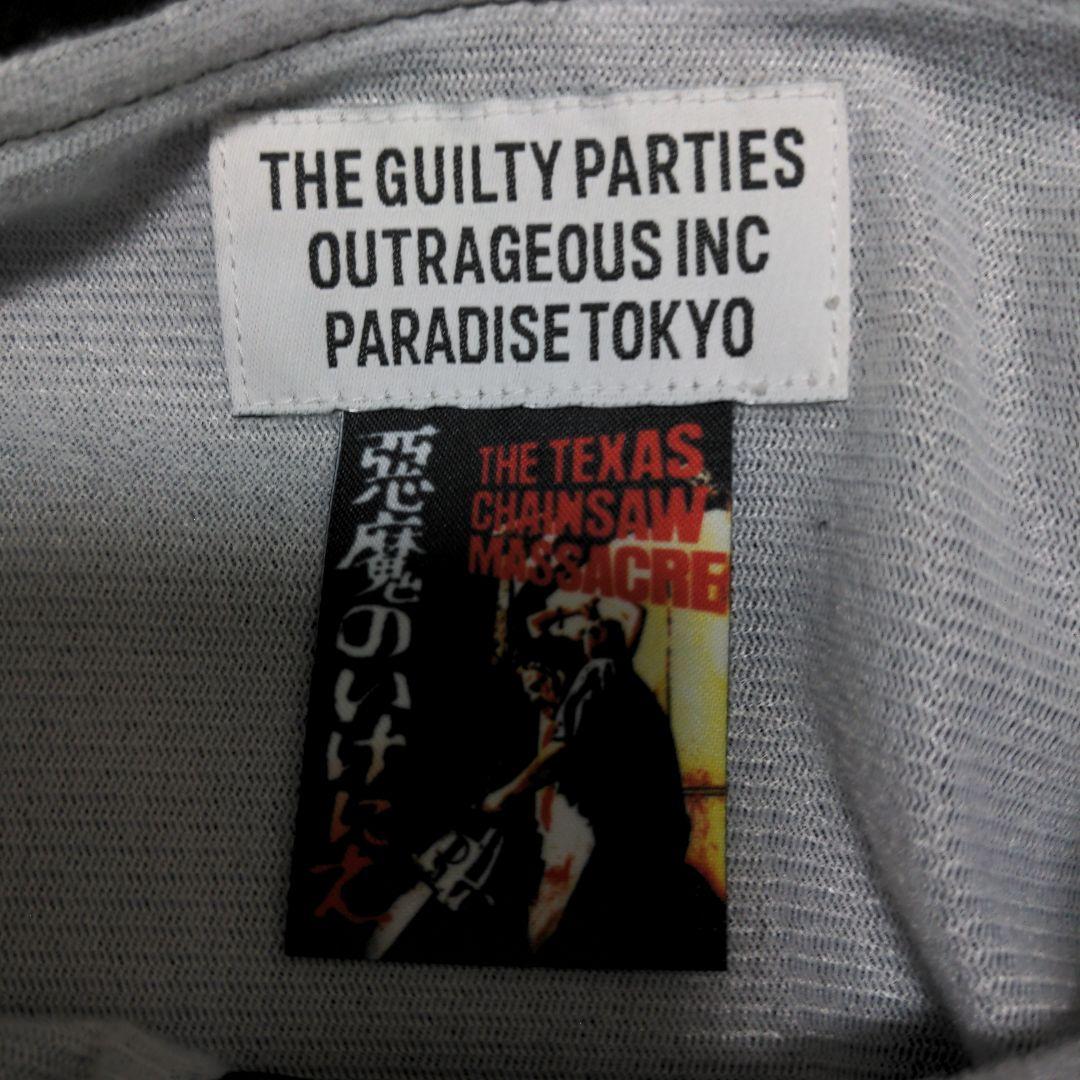 THE GUILTY PARTIES
OUTRAGEOUS INC
PARADISE TOKYO
悪魔のいけにえ
THE TEXAS
CHAINSAW
MASSACRE